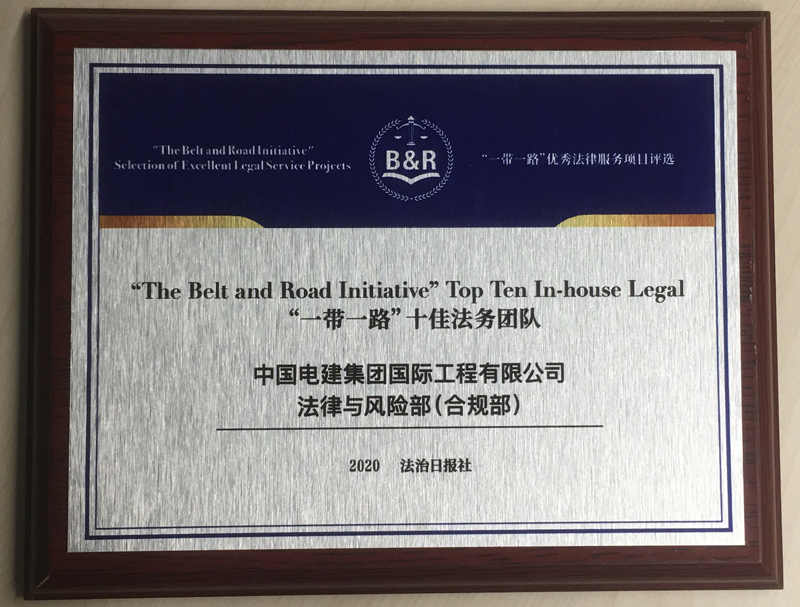 "The Belt and Road Initiative"
Selection of Excellent Legal Service Projects
B&R
“一带一路”优秀法律服务项目评选
“The Belt and Road Initiative” Top Ten In-house Legal
“一带一路”十佳法务团队
中国电建集团国际工程有限公司
法律与风险部(合规部)
2020 法治日报社